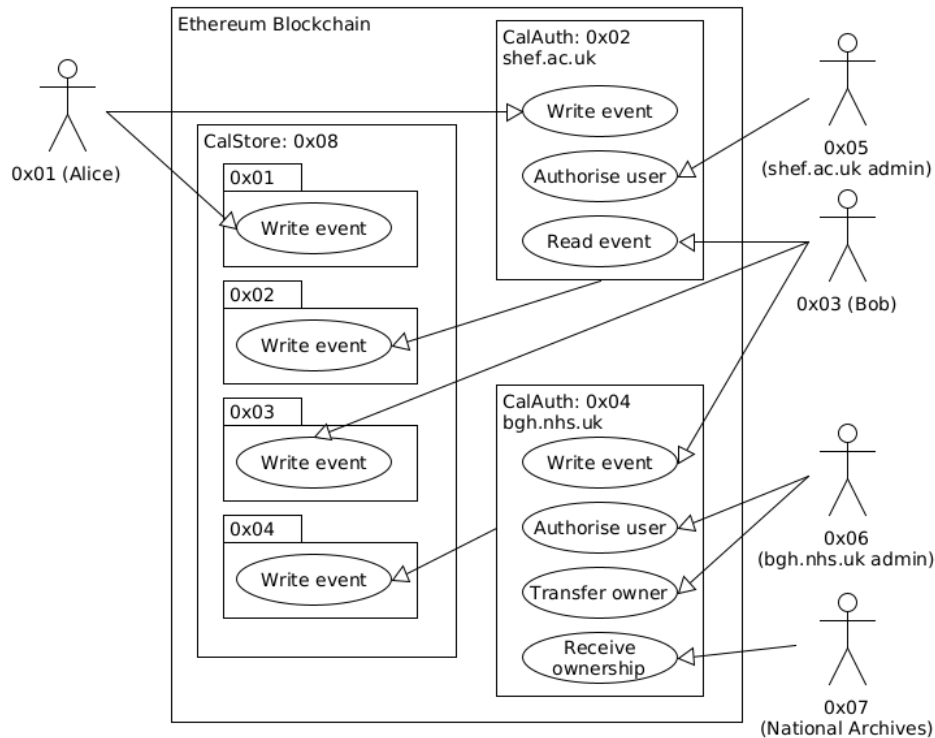 Ethereum Blockchain
CalAuth: 0x02
shef.ac.uk
Write event
Authorise user
Read event
0x01 (Alice)
CalStore: 0x08
0x01
Write event
0x02
Write event
0x03
Write event
0x04
Write event
CalAuth: 0x04
bgh.nhs.uk
Write event
Authorise user
Transfer owner
Receive
ownership
0x05
(shef.ac.uk admin)
0x03 (Bob)
0x06
(bgh.nhs.uk admin)
0x07
(National Archives)